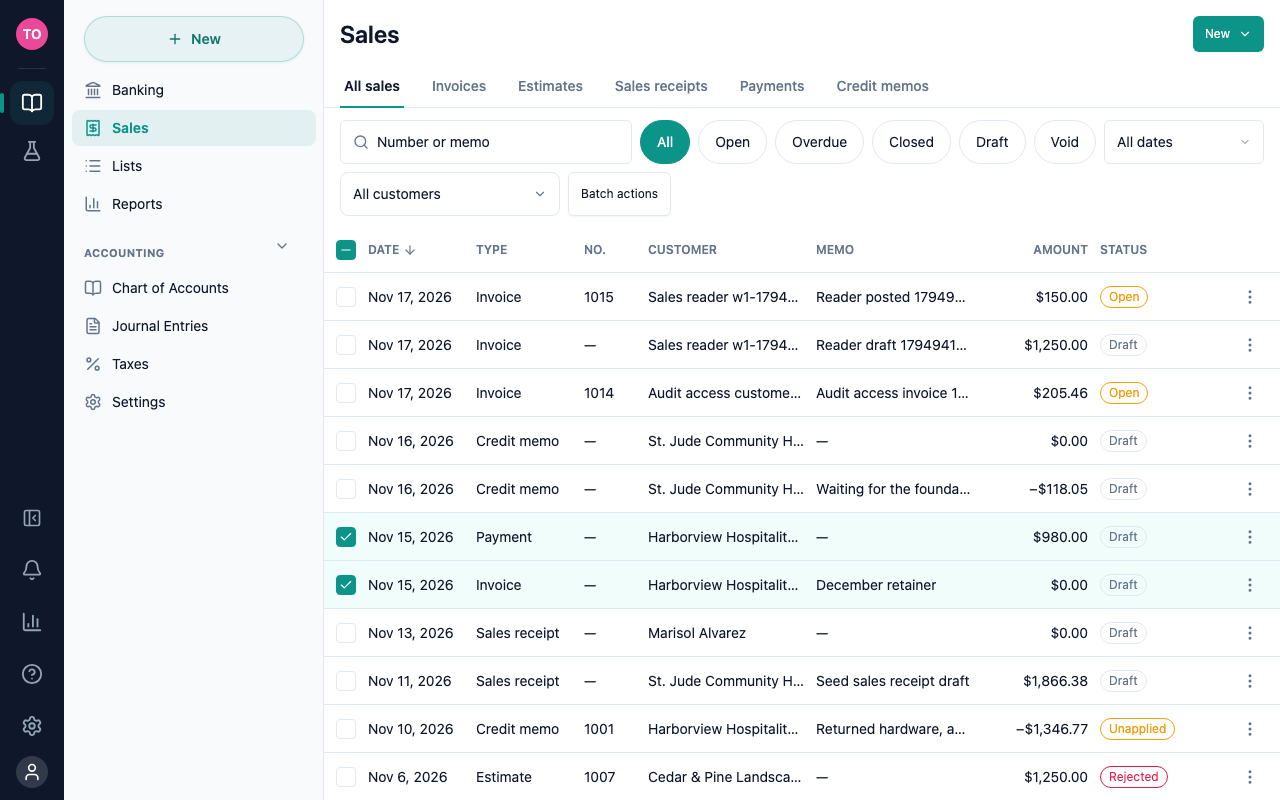 TO
New
Banking
Sales
Lists
Reports
ACCOUNTING
Chart of Accounts
Journal Entries
Taxes
Settings
Sales
New
All sales Invoices Estimates Sales receipts Payments Credit memos
Number or memo All Open Overdue Closed Draft Void All dates
All customers Batch actions
DATE TYPE NO. CUSTOMER MEMO AMOUNT STATUS
Nov 17, 2026 Invoice 1015 Sales reader w1-1794... Reader posted 17949... $150.00 Open
Nov 17, 2026 Invoice — Sales reader w1-1794... Reader draft 1794941... $1,250.00 Draft
Nov 17, 2026 Invoice 1014 Audit access custome... Audit access invoice 1... $205.46 Open
Nov 16, 2026 Credit memo — St. Jude Community H... — $0.00 Draft
Nov 16, 2026 Credit memo — St. Jude Community H... Waiting for the founda... −$118.05 Draft
Nov 15, 2026 Payment — Harborview Hospitalit... — $980.00 Draft
Nov 15, 2026 Invoice — Harborview Hospitalit... December retainer $0.00 Draft
Nov 13, 2026 Sales receipt — Marisol Alvarez — $0.00 Draft
Nov 11, 2026 Sales receipt — St. Jude Community H... Seed sales receipt draft $1,866.38 Draft
Nov 10, 2026 Credit memo 1001 Harborview Hospitalit... Returned hardware, a... −$1,346.77 Unapplied
Nov 6, 2026 Estimate 1007 Cedar & Pine Landsca... — $1,250.00 Rejected